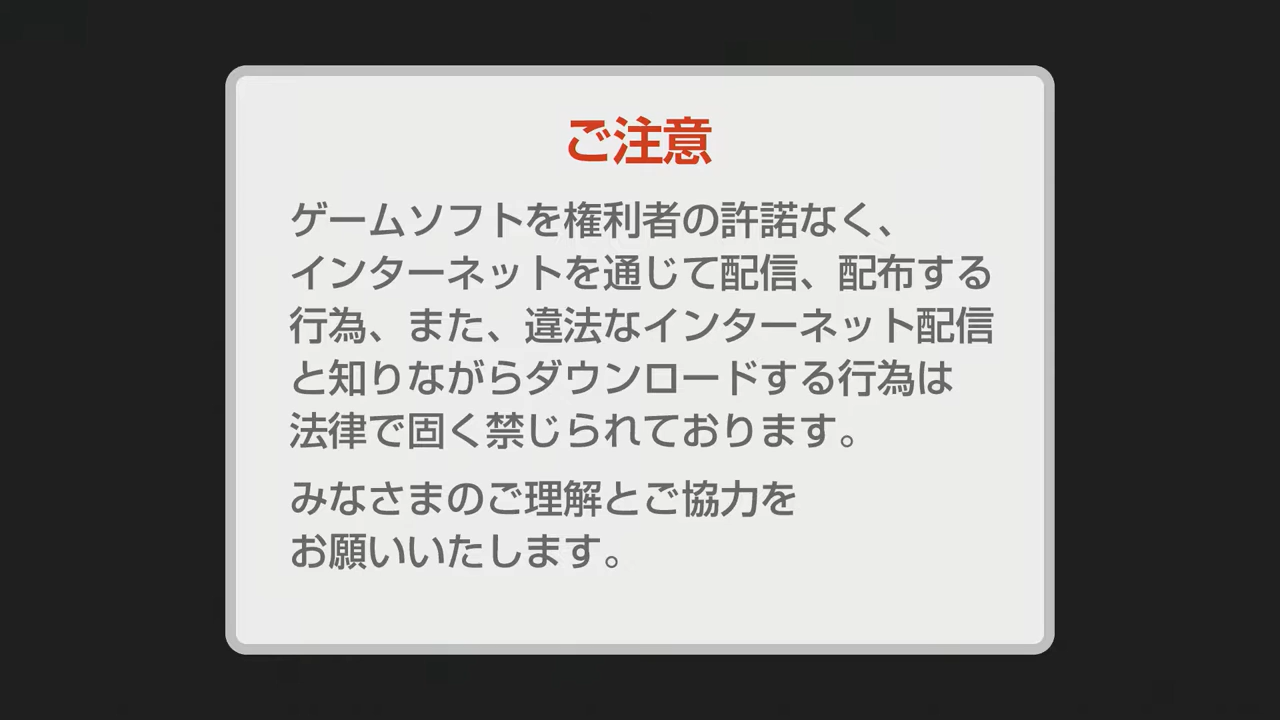 ご注意
ゲームソフトを権利者の許諾なく、
インターネットを通じて配信、配布する
行為、また、違法なインターネット配信
と知りながらダウンロードする行為は
法律で固く禁じられております。
みなさまのご理解とご協力を
お願いいたします。